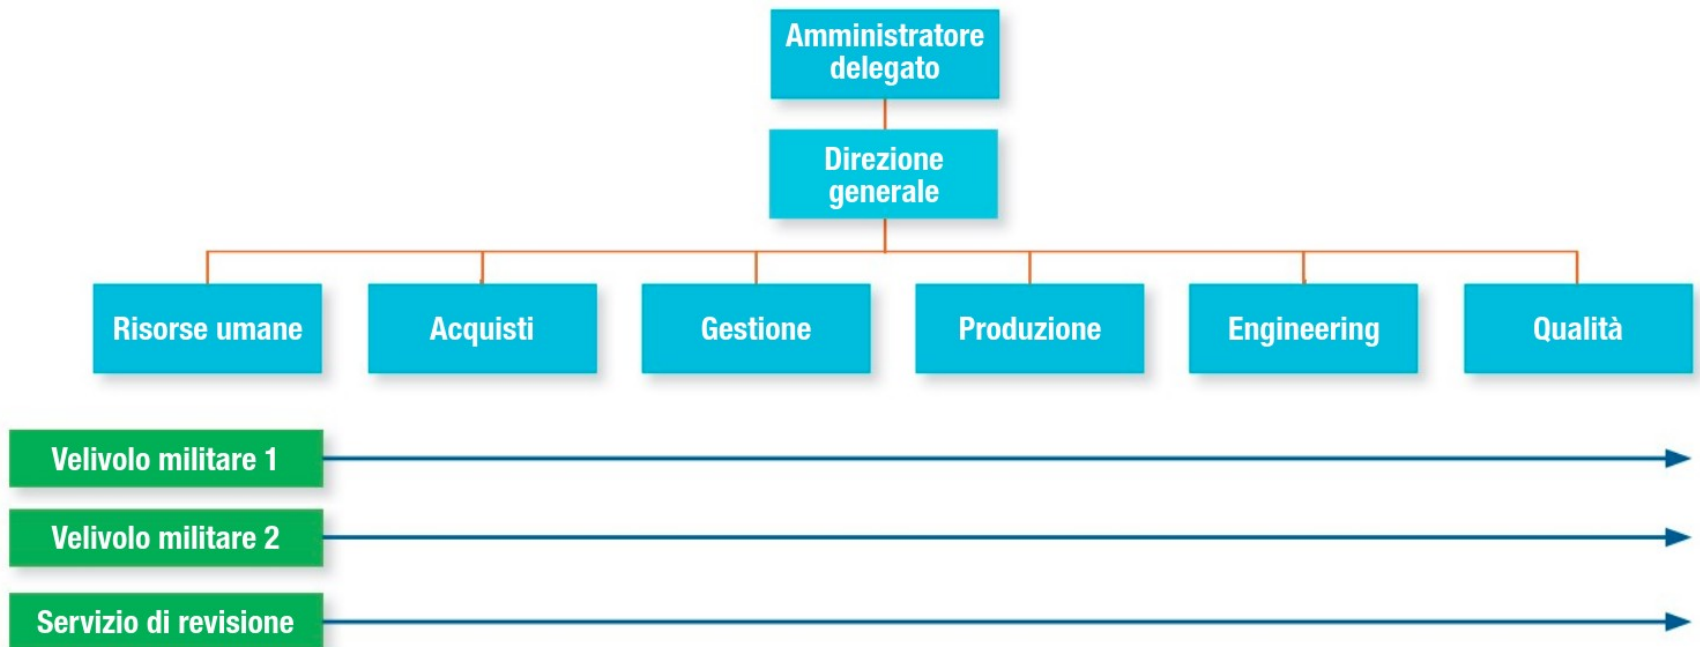 Amministratore
delegato
Direzione
generale
Risorse umane
Acquisti
Gestione
Produzione
Engineering
Qualità
Velivolo militare 1
Velivolo militare 2
Servizio di revisione